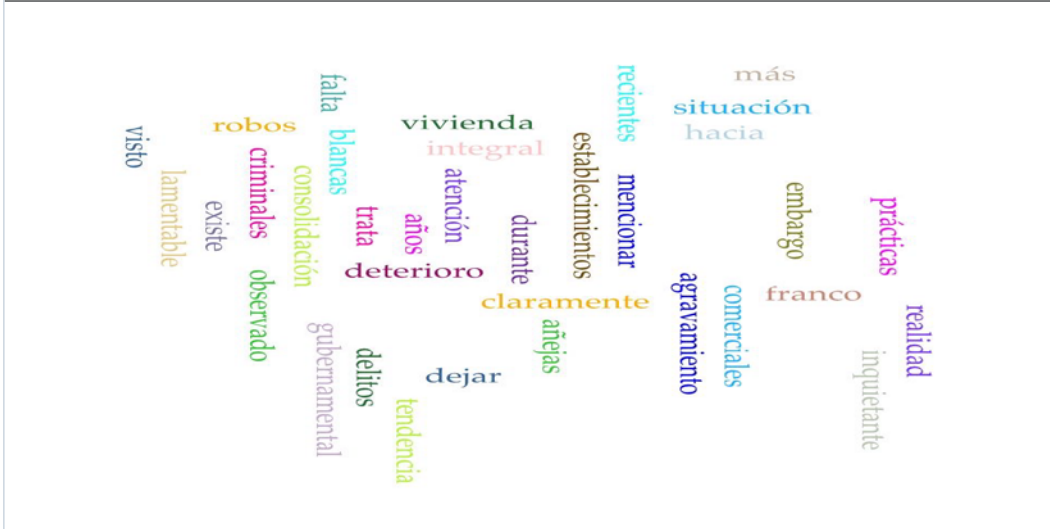 visto
lamentable
existe
robos
criminales
observado
consolidación
gubernamental
falta
blancas
trata
delitos
deterioro
años
tendencia
vivienda
integral
atención
dejar
durante
claramente
añejas
establecimientos
recientes
mencionar
agravamiento
más
situación
hacia
comerciales
embargo
franco
prácticas
inquietante
realidad